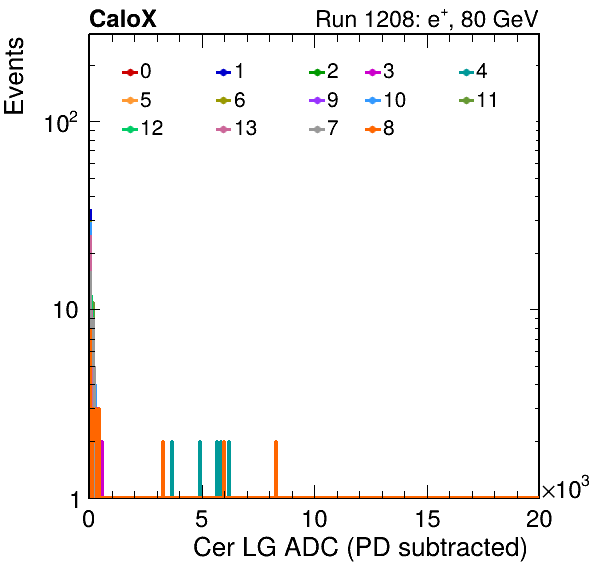 CaloX Run 1208: e⁺, 80 GeV
Events
0 1 2 3 4
5 6 9 10 11
12 13 7 8
10²
10
1
0 5 10 15 20
×10³
Cer LG ADC (PD subtracted)